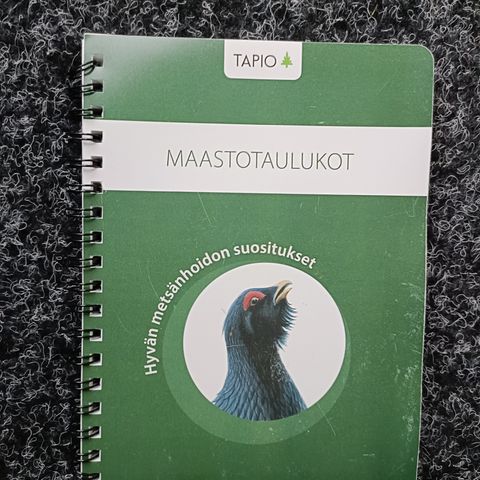 TAPIO
MAASTOTAULUKOT
Hyvän metsänhoidon suositukset